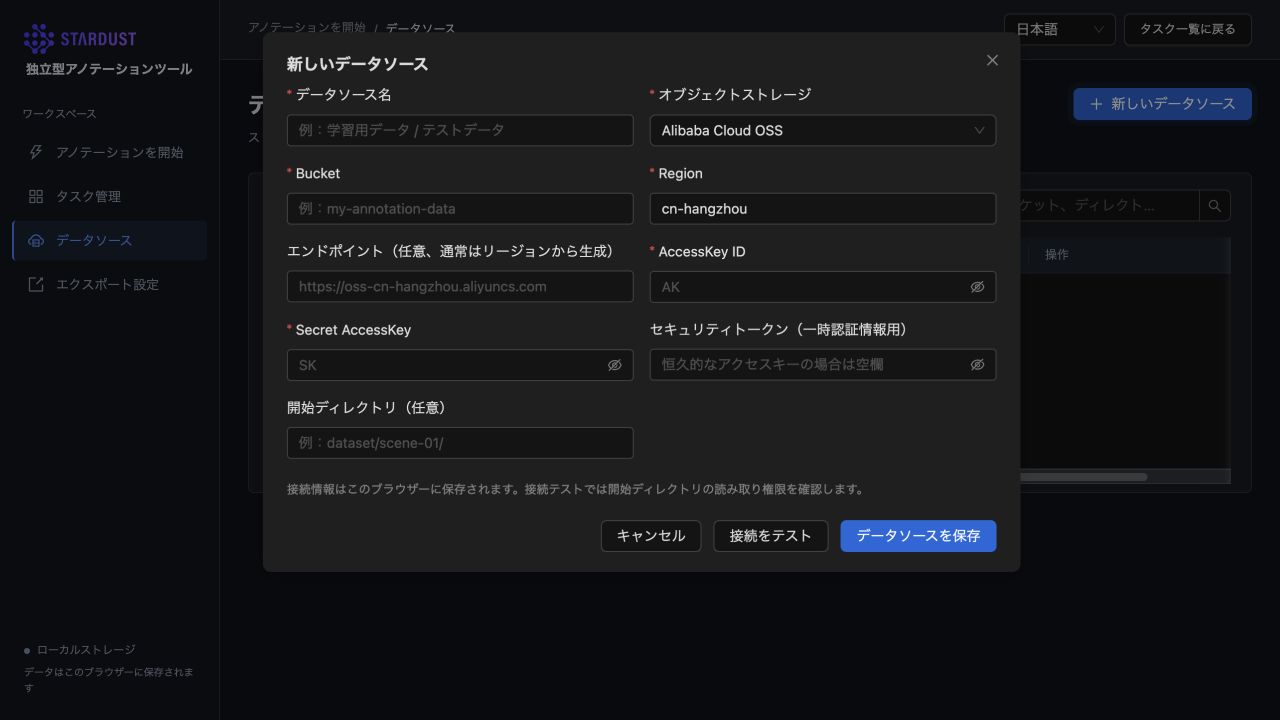 STARDUST
独立型アノテーションツール
ワークスペース
アノテーションを開始
タスク管理
データソース
エクスポート設定
ローカルストレージ
データはこのブラウザーに保存されま
す
アノテーションを開始 / データソース
日本語
タスク一覧に戻る
+ 新しいデータソース
ケット、ディレクト...
操作
新しいデータソース
* データソース名
例：学習用データ / テストデータ
* オブジェクトストレージ
Alibaba Cloud OSS
* Bucket
例：my-annotation-data
* Region
cn-hangzhou
エンドポイント（任意、通常はリージョンから生成）
https://oss-cn-hangzhou.aliyuncs.com
* AccessKey ID
AK
* Secret AccessKey
SK
セキュリティトークン（一時認証情報用）
恒久的なアクセスキーの場合は空欄
開始ディレクトリ（任意）
例：dataset/scene-01/
接続情報はこのブラウザーに保存されます。接続テストでは開始ディレクトリの読み取り権限を確認します。
キャンセル
接続をテスト
データソースを保存